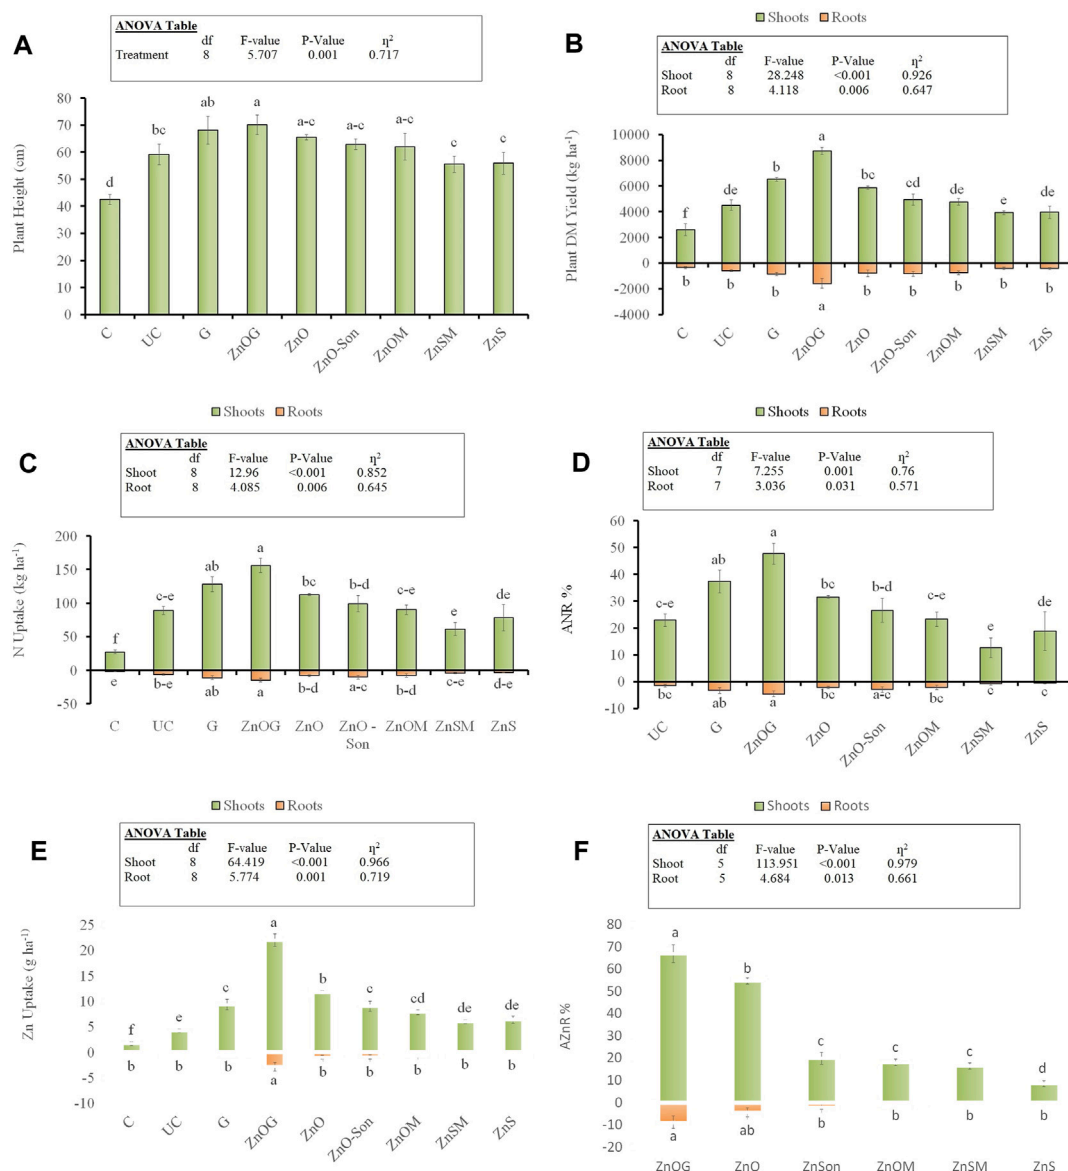 A
ANOVA Table
df F-value P-Value η²
Treatment 8 5.707 0.001 0.717
Plant Height (cm)
80
70
60
50
40
30
20
10
0
d bc ab a a-c a-c a-c c c
C UC G ZnOG ZnO ZnO-Son ZnOM ZnSM ZnS
B
Shoots Roots
ANOVA Table
df F-value P-Value η²
Shoot 8 28.248 <0.001 0.926
Root 8 4.118 0.006 0.647
Plant DM Yield (kg ha⁻¹)
10000
8000
6000
4000
2000
0
-2000
-4000
f de b a bc cd de e de
b b b a b b b b b
C UC G ZnOG ZnO ZnO-Son ZnOM ZnSM ZnS
C
Shoots Roots
ANOVA Table
df F-value P-Value η²
Shoot 8 12.96 <0.001 0.852
Root 8 4.085 0.006 0.645
N Uptake (kg ha⁻¹)
200
150
100
50
0
-50
f c-e ab a bc b-d c-e e de
e b-e ab a b-d a-c b-d c-e d-e
C UC G ZnOG ZnO ZnO - Son ZnOM ZnSM ZnS
D
Shoots Roots
ANOVA Table
df F-value P-Value η²
Shoot 7 7.255 0.001 0.76
Root 7 3.036 0.031 0.571
ANR %
60
50
40
30
20
10
0
-10
c-e ab a bc b-d c-e e de
bc ab a bc a-c bc c c
UC G ZnOG ZnO ZnO-Son ZnOM ZnSM ZnS
E
Shoots Roots
ANOVA Table
df F-value P-Value η²
Shoot 8 64.419 <0.001 0.966
Root 8 5.774 0.001 0.719
Zn Uptake (g ha⁻¹)
25
20
15
10
5
0
-5
-10
f e c a b c cd de de
b b b a b b b b b
C UC G ZnOG ZnO ZnO-Son ZnOM ZnSM ZnS
F
Shoots Roots
ANOVA Table
df F-value P-Value η²
Shoot 5 113.951 <0.001 0.979
Root 5 4.684 0.013 0.661
AZnR %
80
70
60
50
40
30
20
10
0
-10
-20
a b c c c d
a ab b b b b
ZnOG ZnO ZnSon ZnOM ZnSM ZnS